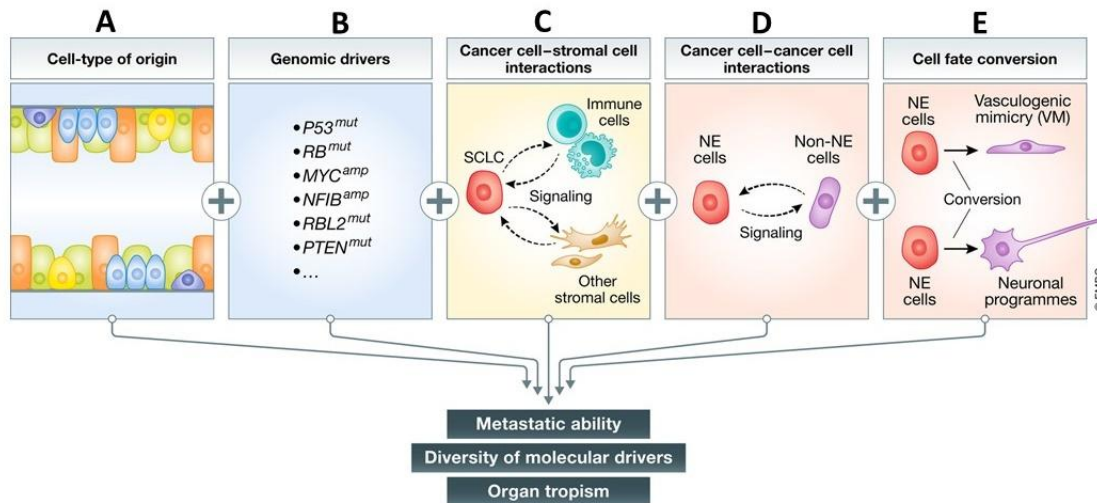 A
B
C
D
E
Cell-type of origin
Genomic drivers
Cancer cell–stromal cell
interactions
Cancer cell–cancer cell
interactions
Cell fate conversion
•P53mut
•RBmut
•MYCamp
•NFIBamp
•RBL2mut
•PTENmut
•...
Immune
cells
SCLC
Signaling
Other
stromal cells
NE
cells
Non-NE
cells
Signaling
NE
cells
Vasculogenic
mimicry (VM)
Conversion
NE
cells
Neuronal
programmes
Metastatic ability
Diversity of molecular drivers
Organ tropism